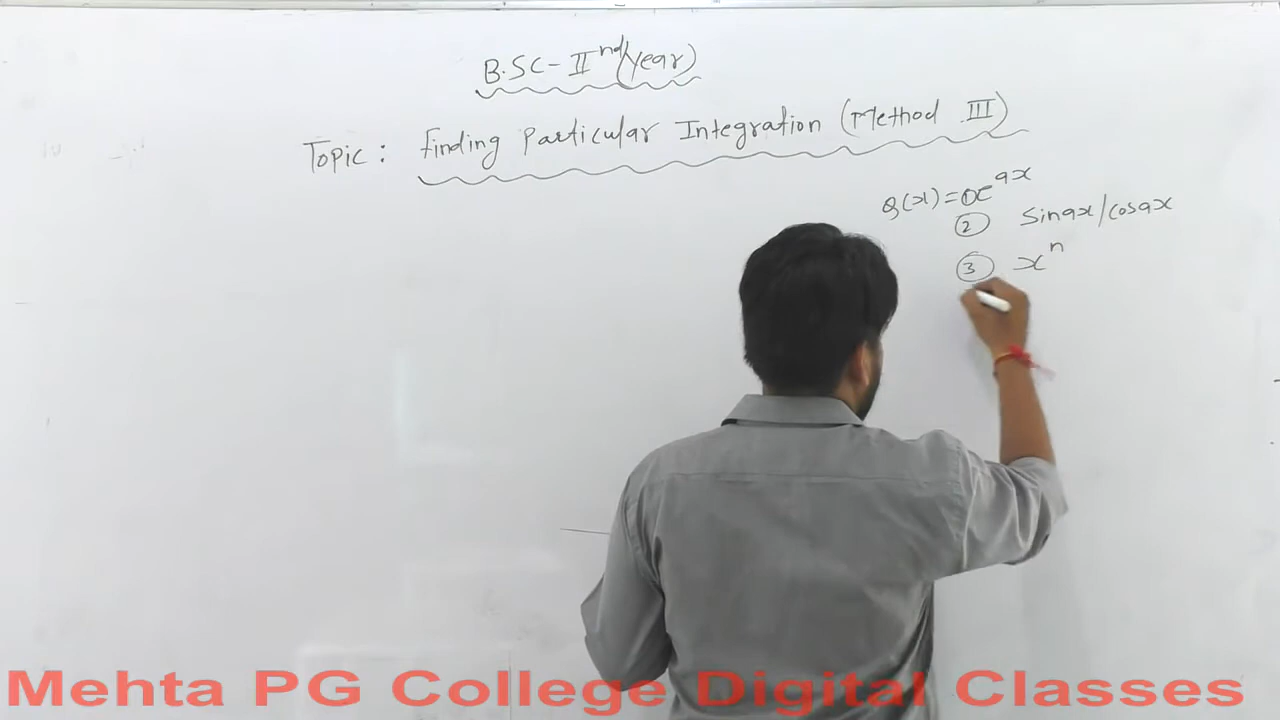 B.SC- II nd (Year)
Topic: Finding Particular Integration (Method III)
Q(x) = ① e^ax
② Sinax/Cosax
③ x^n
Mehta PG College Digital Classes